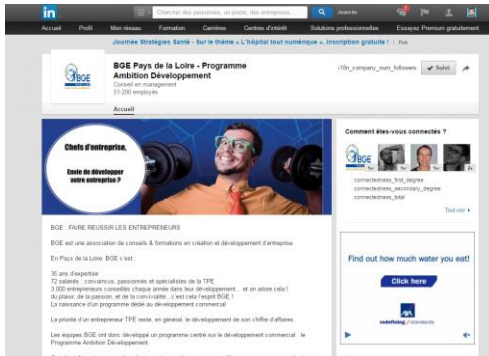 in
Chercher des personnes, un poste, des entreprises...
Avancée
Accueil Profil Mon réseau Formation Carrières Centres d'intérêt Solutions professionnelles Essayez Premium gratuitement
Journée Stratégies Santé - Sur le thème « L'hôpital tout numérique ». Inscription gratuite ! | Pub
BGE
BGE Pays de la Loire - Programme
Ambition Développement
Conseil en management
51-200 employés
i18n_company_num_followers
Suivi
Accueil
Chefs d'entreprise,
Envie de développer
votre entreprise ?
BGE : FAIRE REUSSIR LES ENTREPRENEURS
BGE est une association de conseils & formations en création et développement d'entreprise.
En Pays de la Loire, BGE c'est :
35 ans d'expertise
72 salariés : convaincus, passionnés et spécialistes de la TPE
3 000 entrepreneurs conseillés chaque année dans leur développement... et on adore cela !
du plaisir, de la passion, et de la convivialité... c'est cela l'esprit BGE !
La naissance d'un programme dédié au développement commercial
La priorité d'un entrepreneur TPE reste, en général, le développement de son chiffre d'affaires.
Les équipes BGE ont donc développé un programme centré sur le développement commercial : le
Programme Ambition Développement.
Comment êtes-vous connectés ?
BGE
connectedness_first_degree
connectedness_secondary_degree
connectedness_total
Tout voir
Find out how much water you eat!
Click here
AXA
redefining / standards